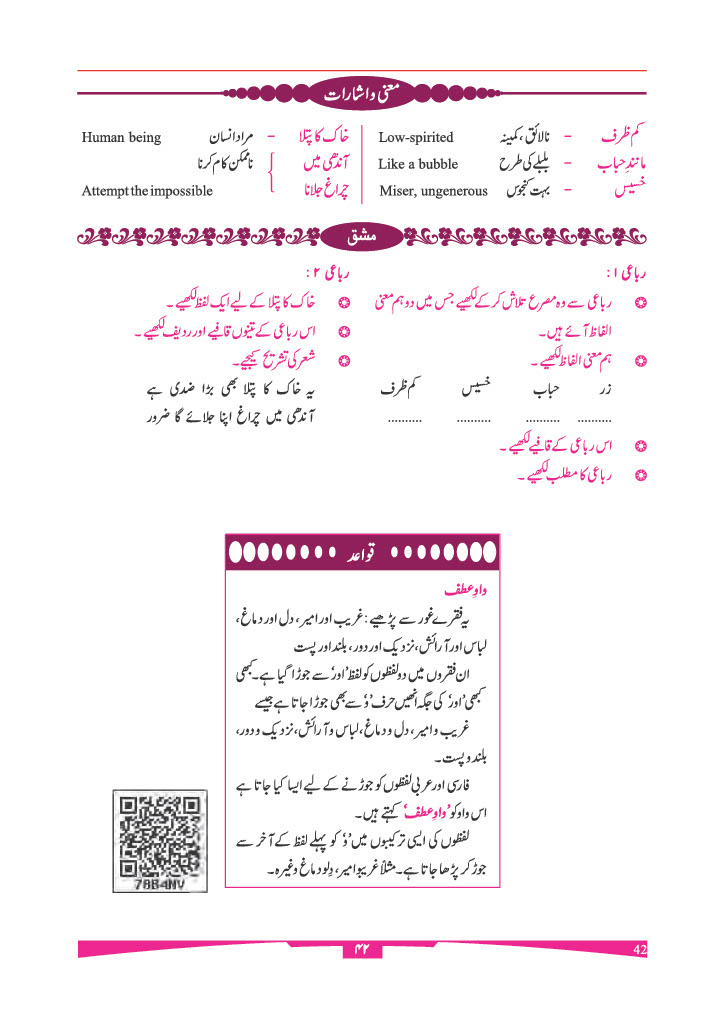 معنی و اشارات
کم ظرف – نالائق، کمینہ Low-spirited
مانندِ حباب – بلبلے کی طرح Like a bubble
خسیس – بہت کنجوس Miser, ungenerous
خاک کا پتلا – مراد انسان Human being
آندھی میں ناممکن کام کرنا
چراغ جلانا Attempt the impossible
مشق
رباعی ۱ :
رباعی سے وہ مصرع تلاش کر کے لکھیے جس میں دو ہم معنی
الفاظ آئے ہیں۔
ہم معنی الفاظ لکھیے ۔
زر حباب خسیس کم ظرف
.......... .......... .......... ..........
اس رباعی کے قافیے لکھیے ۔
رباعی کا مطلب لکھیے ۔
رباعی ۲ :
خاک کا پتلا کے لیے ایک لفظ لکھیے ۔
اس رباعی کے تینوں قافیے اور ردیف لکھیے ۔
شعر کی تشریح کیجیے۔
یہ خاک کا پتلا بھی بڑا ضدی ہے
آندھی میں چراغ اپنا جلائے گا ضرور
قواعد
واوِ عطف
یہ فقرے غور سے پڑھیے : غریب اور امیر، دل اور دماغ،
لباس اور آرائش، نزدیک اور دور، بلند اور پست
ان فقروں میں دو لفظوں کو لفظ ’اور‘ سے جوڑا گیا ہے۔ کبھی
کبھی ’اور‘ کی جگہ انھیں حرف ’و‘ سے بھی جوڑا جاتا ہے جیسے
غریب و امیر، دل و دماغ، لباس و آرائش، نزدیک و دور،
بلند و پست۔
فارسی اور عربی لفظوں کو جوڑنے کے لیے ایسا کیا جاتا ہے
اس واو کو ’واوِ عطف‘ کہتے ہیں۔
لفظوں کی ایسی ترکیبوں میں ’و‘ کو پہلے لفظ کے آخر سے
جوڑ کر پڑھا جاتا ہے۔ مثلاً غریبو امیر، دلو دماغ وغیرہ۔
78B4NV
۴۲
42